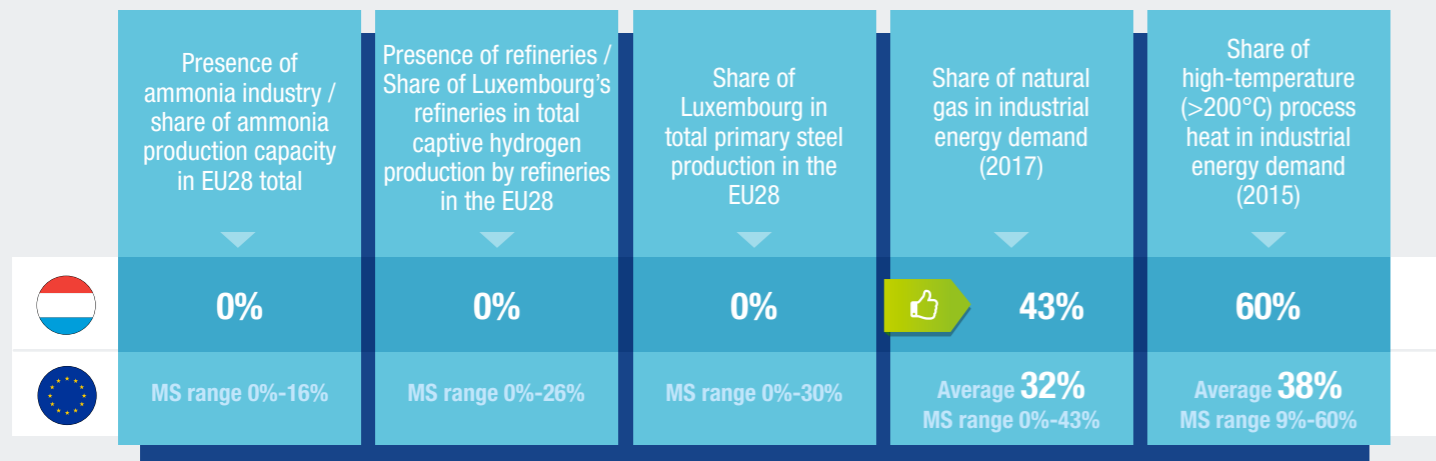 Presence of
ammonia industry /
share of ammonia
production capacity
in EU28 total
Presence of refineries /
Share of Luxembourg's
refineries in total
captive hydrogen
production by refineries
in the EU28
Share of
Luxembourg in
total primary steel
production in the
EU28
Share of natural
gas in industrial
energy demand
(2017)
Share of
high-temperature
(>200°C) process
heat in industrial
energy demand
(2015)
0%
0%
0%
43%
60%
MS range 0%-16%
MS range 0%-26%
MS range 0%-30%
Average 32%
MS range 0%-43%
Average 38%
MS range 9%-60%